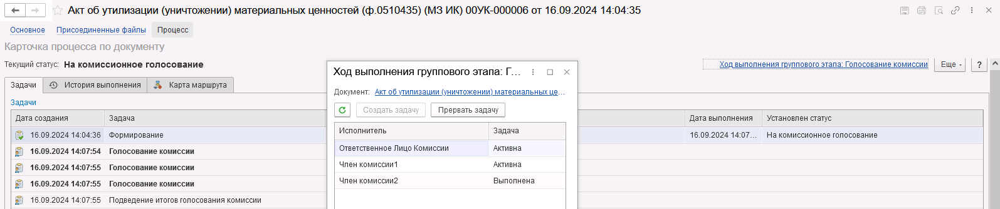 Акт об утилизации (уничтожении) материальных ценностей (ф.0510435) (МЗ ИК) 00УК-000006 от 16.09.2024 14:04:35
Основное Присоединенные файлы Процесс
Карточка процесса по документу
Текущий статус: На комиссионное голосование
Ход выполнения группового этапа: Голосование комиссии Еще ?
Задачи История выполнения Карта маршрута
Задачи
Дата создания Задача Дата выполнения Установлен статус
16.09.2024 14:04:36 Формирование 16.09.2024 14:07... На комиссионное голосование
16.09.2024 14:07:54 Голосование комиссии
16.09.2024 14:07:55 Голосование комиссии
16.09.2024 14:07:55 Голосование комиссии
16.09.2024 14:07:55 Подведение итогов голосования комиссии
Ход выполнения группового этапа: Г...
Документ: Акт об утилизации (уничтожении) материальных це...
Создать задачу Прервать задачу
Исполнитель Задача
Ответственное Лицо Комиссии Активна
Член комиссии1 Активна
Член комиссии2 Выполнена